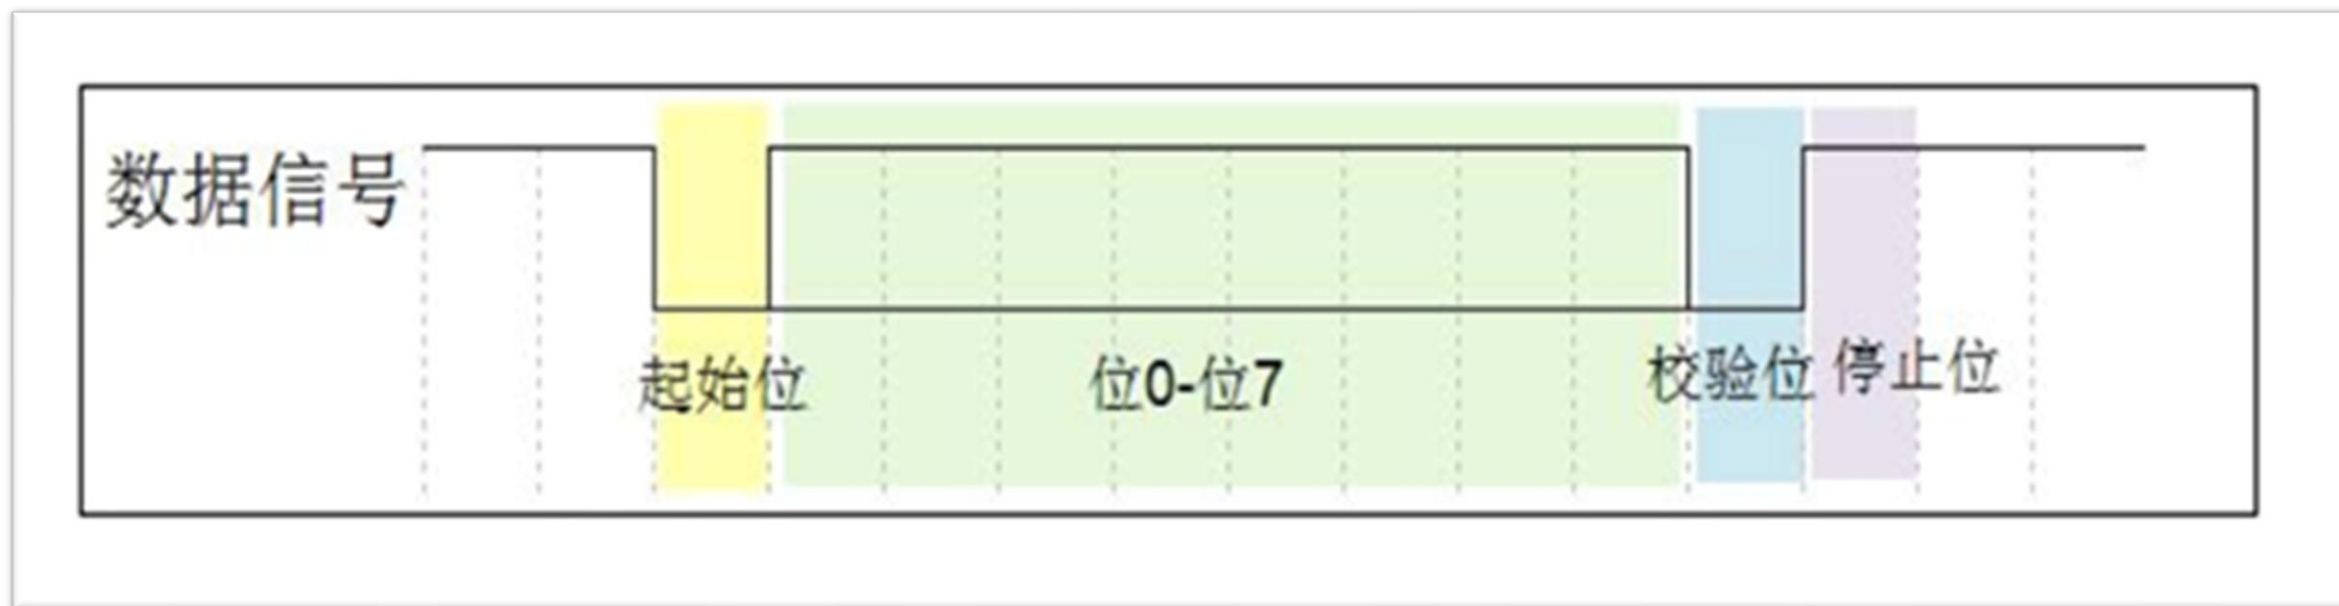 数据信号
起始位
位0-位7
校验位
停止位